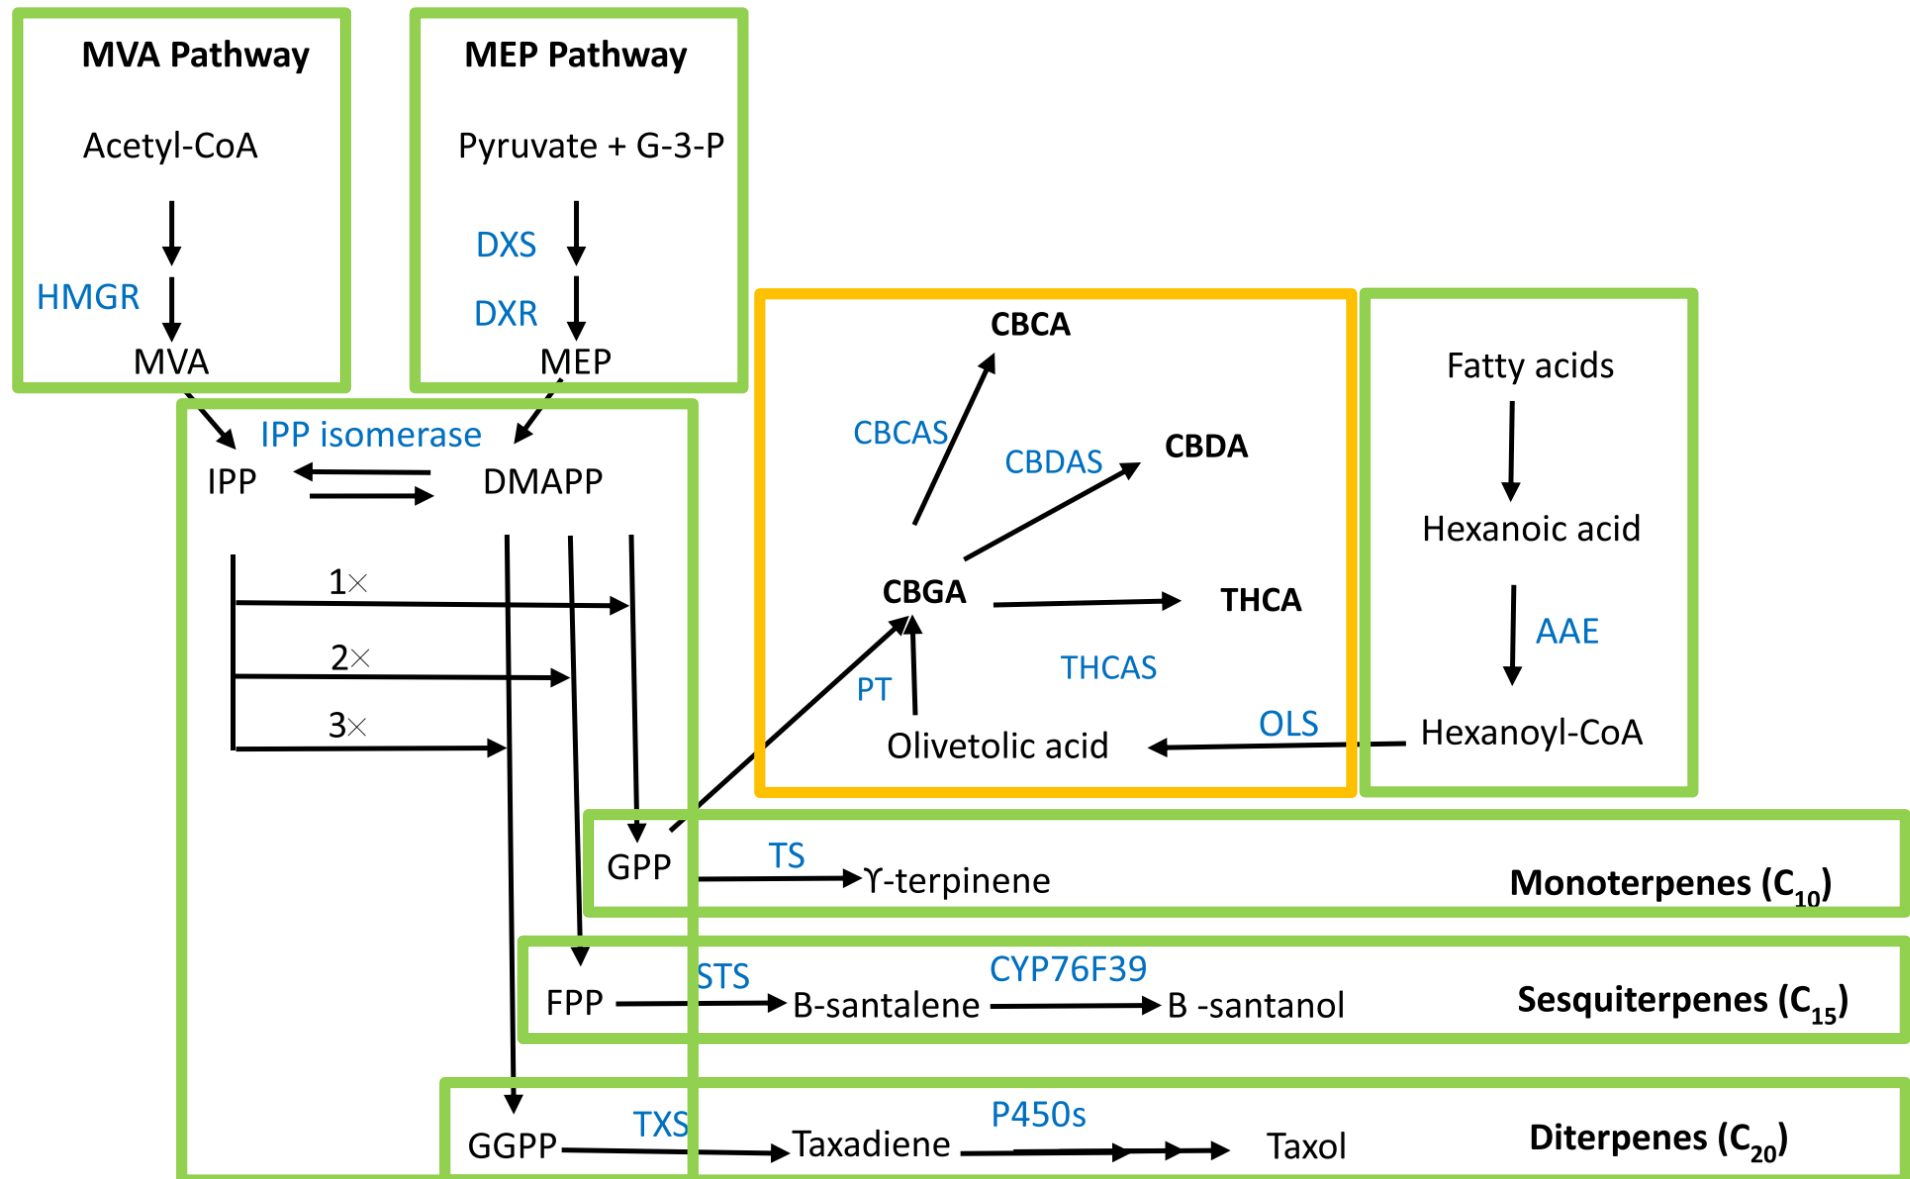 MVA Pathway
Acetyl-CoA
HMGR
MVA
MEP Pathway
Pyruvate + G-3-P
DXS
DXR
MEP
IPP isomerase
IPP
DMAPP
1×
2×
3×
CBCA
CBCAS
CBDAS
CBDA
CBGA
THCA
THCAS
PT
Olivetolic acid
OLS
Fatty acids
Hexanoic acid
AAE
Hexanoyl-CoA
GPP
TS
ϒ-terpinene
Monoterpenes (C10)
FPP
STS
B-santalene
CYP76F39
B -santanol
Sesquiterpenes (C15)
GGPP
TXS
Taxadiene
P450s
Taxol
Diterpenes (C20)